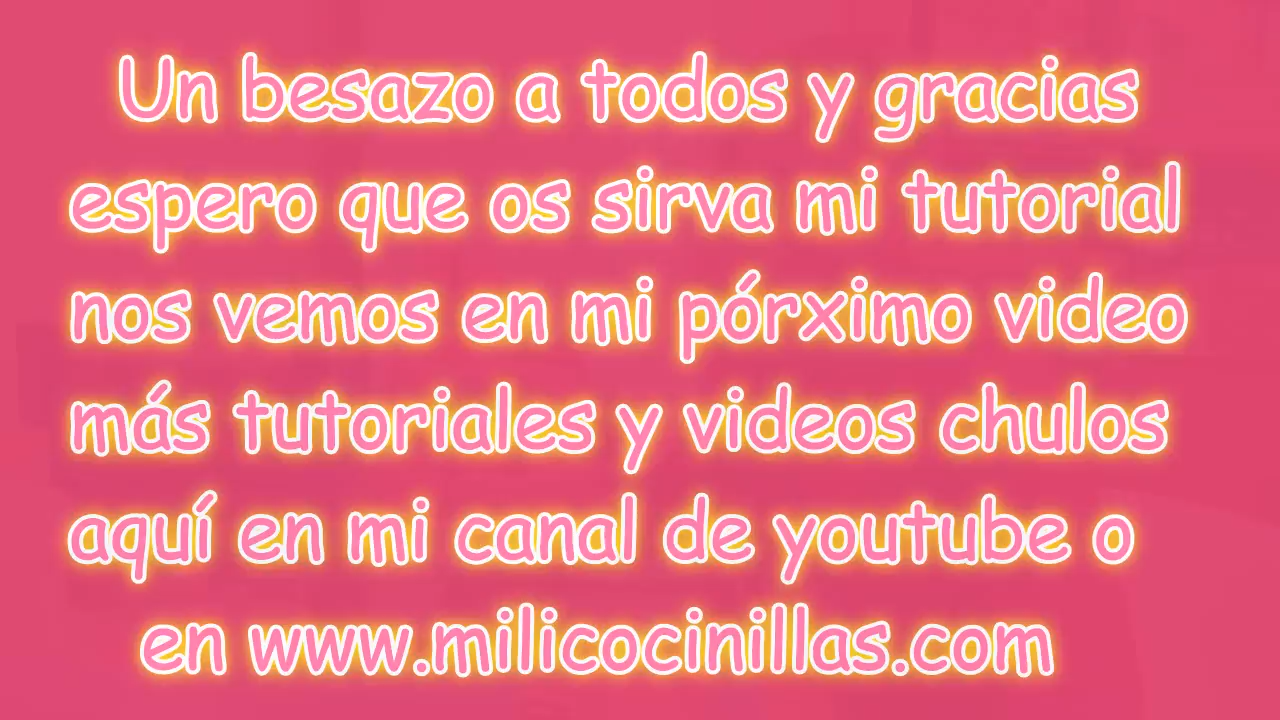 Un besazo a todos y gracias
espero que os sirva mi tutorial
nos vemos en mi pórximo video
más tutoriales y videos chulos
aquí en mi canal de youtube o
en www.milicocinillas.com